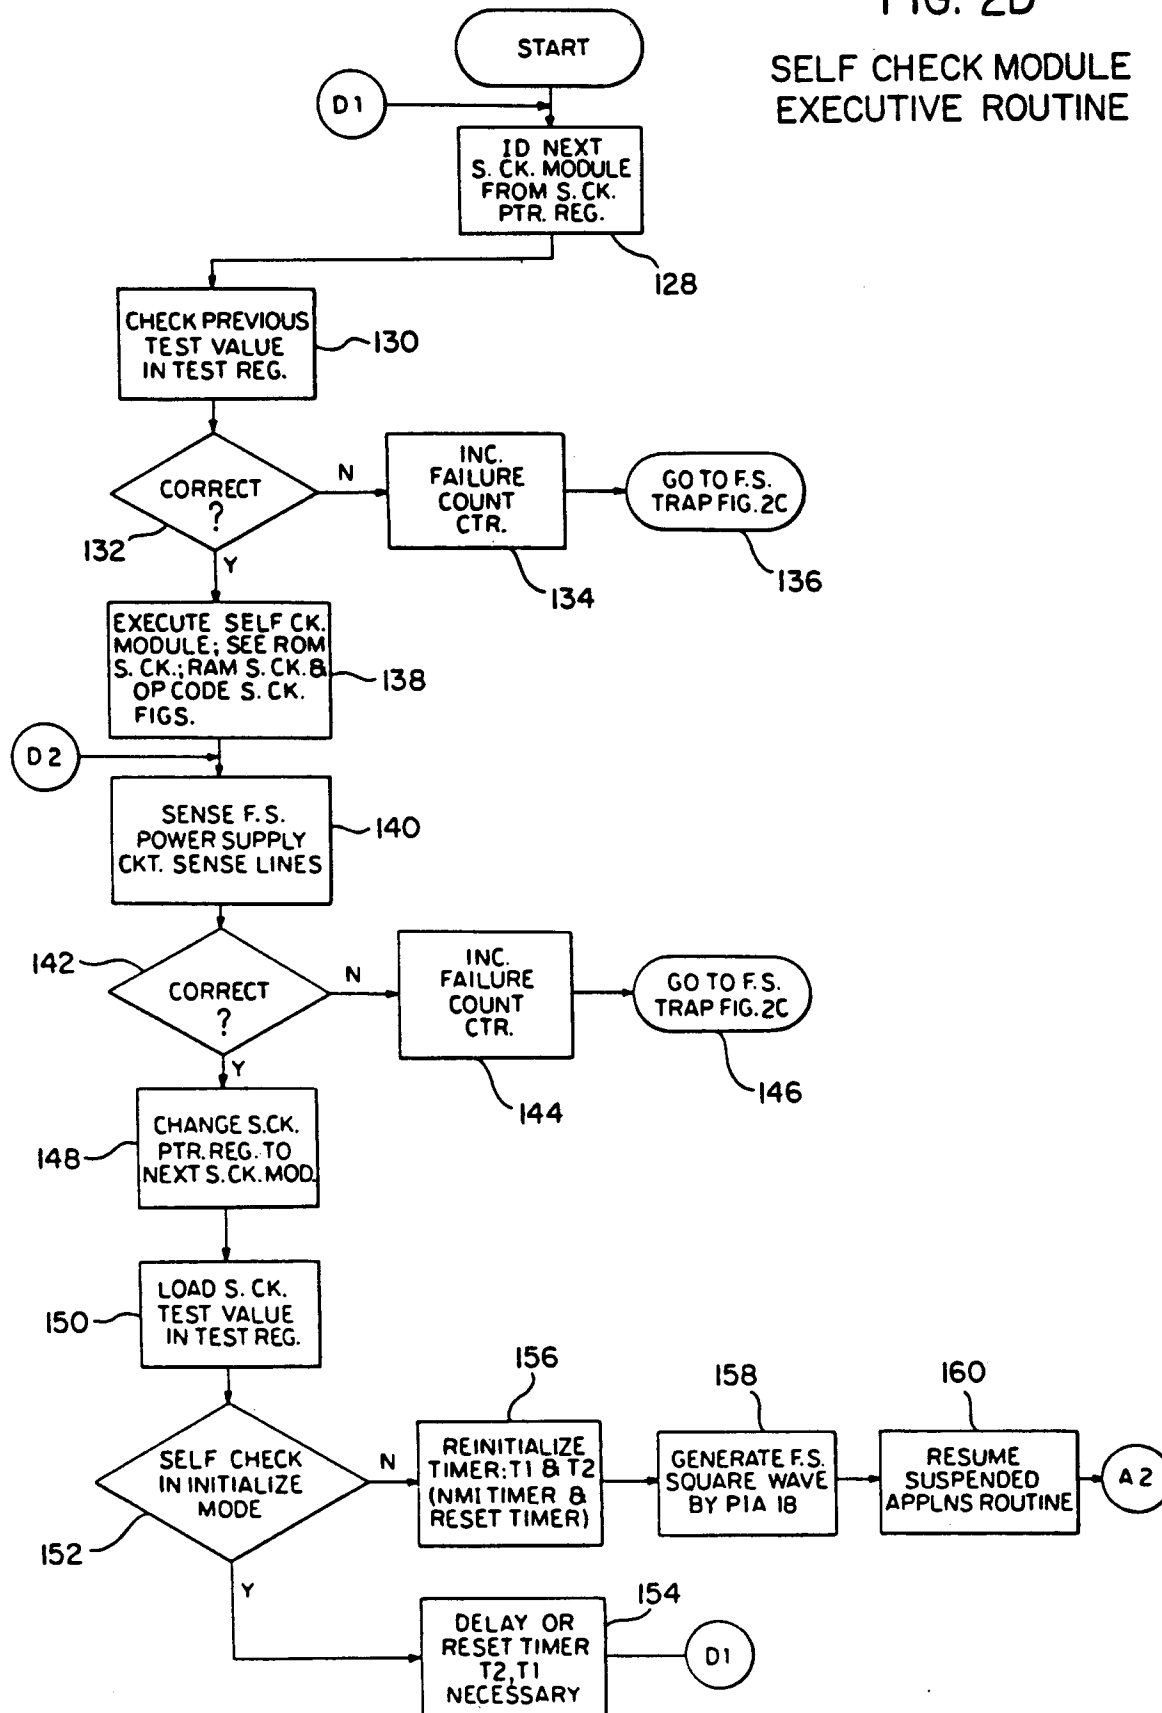 FIG. 2D
SELF CHECK MODULE
EXECUTIVE ROUTINE
START
D1
ID NEXT
S. CK. MODULE
FROM S. CK.
PTR. REG.
128
CHECK PREVIOUS
TEST VALUE
IN TEST REG.
130
CORRECT
?
132
N
Y
INC.
FAILURE
COUNT
CTR.
134
GO TO F.S.
TRAP FIG. 2C
136
EXECUTE SELF CK.
MODULE; SEE ROM
S. CK.; RAM S. CK. &
OP CODE S. CK.
FIGS.
138
D2
SENSE F.S.
POWER SUPPLY
CKT. SENSE LINES
140
142
CORRECT
?
N
Y
INC.
FAILURE
COUNT
CTR.
144
GO TO F.S.
TRAP FIG. 2C
146
CHANGE S.CK.
PTR. REG. TO
NEXT S.CK. MOD.
148
LOAD S. CK.
TEST VALUE
IN TEST REG.
150
SELF CHECK
IN INITIALIZE
MODE
152
N
Y
156
REINITIALIZE
TIMER: T1 & T2
(NMI TIMER &
RESET TIMER)
158
GENERATE F.S.
SQUARE WAVE
BY PIA 18
160
RESUME
SUSPENDED
APPLNS ROUTINE
A2
154
DELAY OR
RESET TIMER
T2, T1
NECESSARY
D1